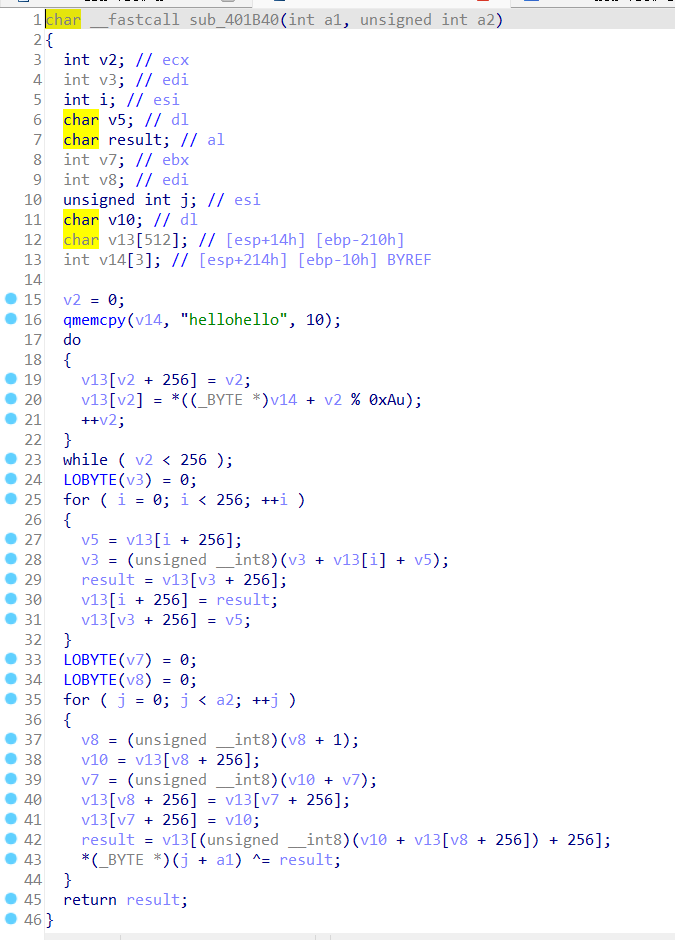 1 char __fastcall sub_401B40(int a1, unsigned int a2)
2 {
3 int v2; // ecx
4 int v3; // edi
5 int i; // esi
6 char v5; // dl
7 char result; // al
8 int v7; // ebx
9 int v8; // edi
10 unsigned int j; // esi
11 char v10; // dl
12 char v13[512]; // [esp+14h] [ebp-210h]
13 int v14[3]; // [esp+214h] [ebp-10h] BYREF
14
15 v2 = 0;
16 qmemcpy(v14, "hellohello", 10);
17 do
18 {
19 v13[v2 + 256] = v2;
20 v13[v2] = *((_BYTE *)v14 + v2 % 0xAu);
21 ++v2;
22 }
23 while ( v2 < 256 );
24 LOBYTE(v3) = 0;
25 for ( i = 0; i < 256; ++i )
26 {
27 v5 = v13[i + 256];
28 v3 = (unsigned __int8)(v3 + v13[i] + v5);
29 result = v13[v3 + 256];
30 v13[i + 256] = result;
31 v13[v3 + 256] = v5;
32 }
33 LOBYTE(v7) = 0;
34 LOBYTE(v8) = 0;
35 for ( j = 0; j < a2; ++j )
36 {
37 v8 = (unsigned __int8)(v8 + 1);
38 v10 = v13[v8 + 256];
39 v7 = (unsigned __int8)(v10 + v7);
40 v13[v8 + 256] = v13[v7 + 256];
41 v13[v7 + 256] = v10;
42 result = v13[(unsigned __int8)(v10 + v13[v8 + 256]) + 256];
43 *(_BYTE *)(j + a1) ^= result;
44 }
45 return result;
46 }